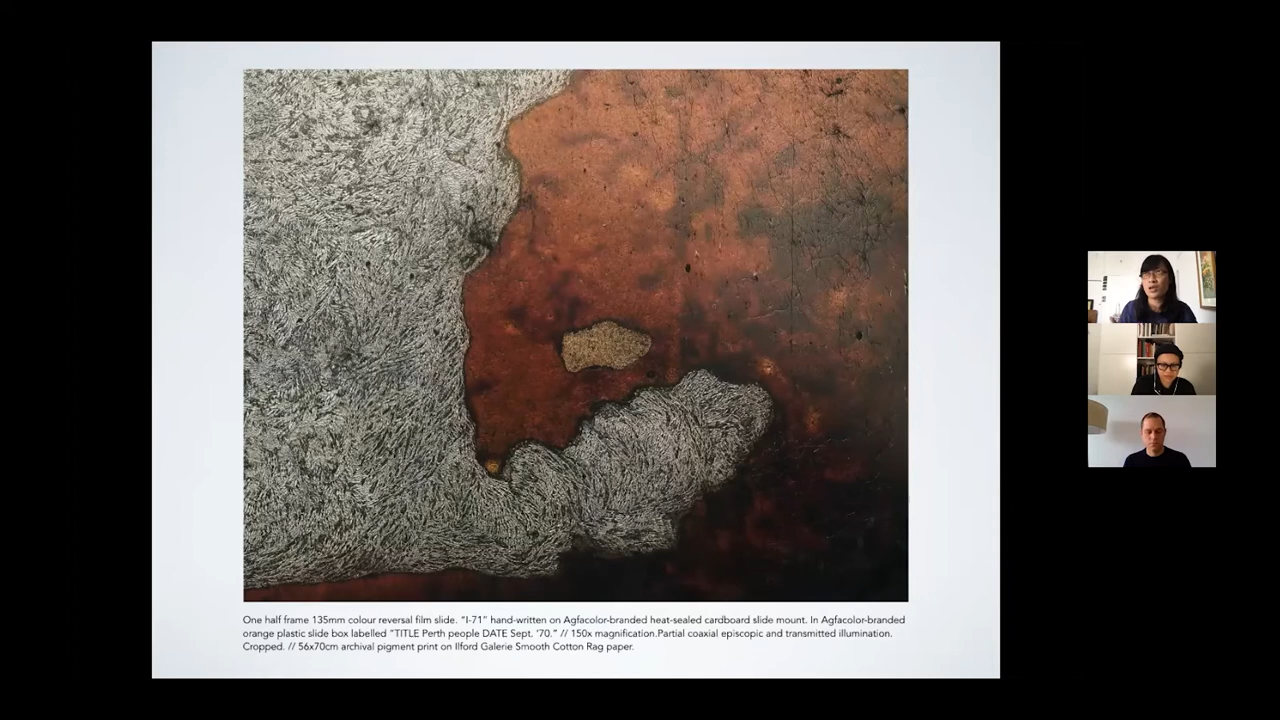 One half frame 135mm colour reversal film slide. "I-71" hand-written on Agfacolor-branded heat-sealed cardboard slide mount. In Agfacolor-branded
orange plastic slide box labelled "TITLE Perth people DATE Sept. '70." // 150x magnification.Partial coaxial episcopic and transmitted illumination.
Cropped. // 56x70cm archival pigment print on Ilford Galerie Smooth Cotton Rag paper.